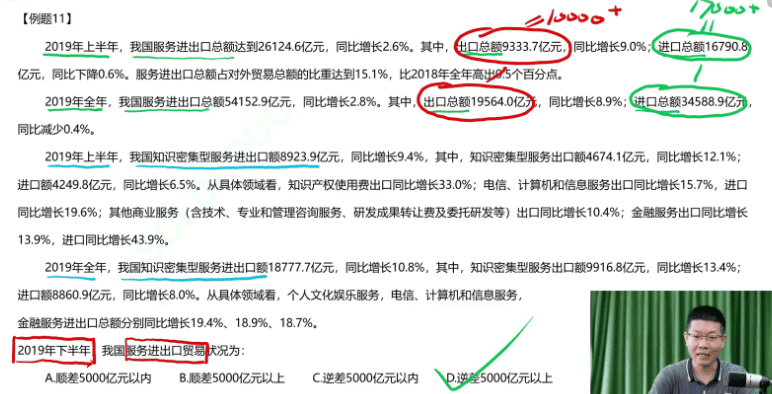 【例题11】
≤10000+
17000+
2019年上半年，我国服务进出口总额达到26124.6亿元，同比增长2.6%。其中，出口总额9333.7亿元，同比增长9.0%；进口总额16790.8
亿元，同比下降0.6%。服务进出口总额占对外贸易总额的比重达到15.1%，比2018年全年高出0.5个百分点。
2019年全年，我国服务进出口总额54152.9亿元，同比增长2.8%。其中，出口总额19564.0亿元，同比增长8.9%；进口总额34588.9亿元，
同比减少0.4%。
2019年上半年，我国知识密集型服务进出口额8923.9亿元，同比增长9.4%，其中，知识密集型服务出口额4674.1亿元，同比增长12.1%；
进口额4249.8亿元，同比增长6.5%。从具体领域看，知识产权使用费出口同比增长33.0%；电信、计算机和信息服务出口同比增长15.7%，进口
同比增长19.6%；其他商业服务（含技术、专业和管理咨询服务、研发成果转让费及委托研发等）出口同比增长10.4%；金融服务出口同比增长
13.9%，进口同比增长43.9%。
2019年全年，我国知识密集型服务进出口额18777.7亿元，同比增长10.8%，其中，知识密集型服务出口额9916.8亿元，同比增长13.4%；
进口额8860.9亿元，同比增长8.0%。从具体领域看，个人文化娱乐服务，电信、计算机和信息服务，
金融服务进出口总额分别同比增长19.4%、18.9%、18.7%。
2019年下半年，我国服务进出口贸易状况为：
A.顺差5000亿元以内 B.顺差5000亿元以上 C.逆差5000亿元以内 D.逆差5000亿元以上